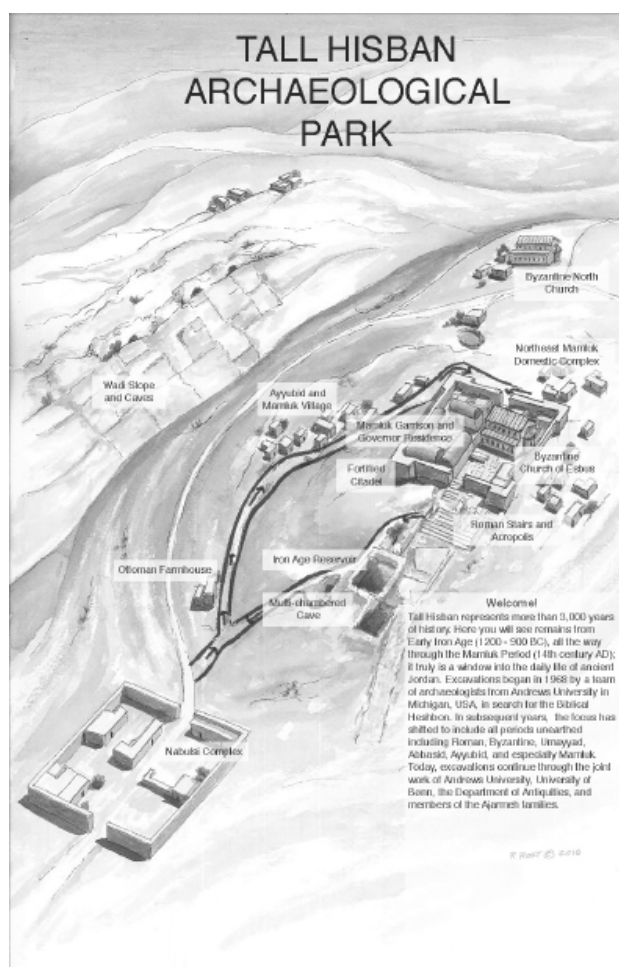 TALL HISBAN
ARCHAEOLOGICAL
PARK
Byzantine North
Church
Northeast Mamluk
Domestic Complex
Wadi Slope
and Caves
Ayyubid and
Mamluk Village
Mamluk Garrison and
Governor Residence
Fortified
Citadel
Byzantine
Church of Esbus
Roman Stairs and
Acropolis
Iron Age Reservoir
Ottoman Farmhouse
Multi-chambered
Cave
Nabulsi Complex
Welcome!
Tall Hisban represents more than 3,000 years
of history. Here you will see remains from
Early Iron Age (1200 - 900 BC), all the way
through the Mamluk Period (14th century AD);
it truly is a window into the daily life of ancient
Jordan. Excavations began in 1968 by a team
of archaeologists from Andrews University in
Michigan, USA, in search for the Biblical
Heshbon. In subsequent years, the focus has
shifted to include all periods unearthed
including Roman, Byzantine, Umayyad,
Abbasid, Ayyubid, and especially Mamluk.
Today, excavations continue through the joint
work of Andrews University, University of
Bonn, the Department of Antiquities, and
members of the Ajarmeh families.
© 2010